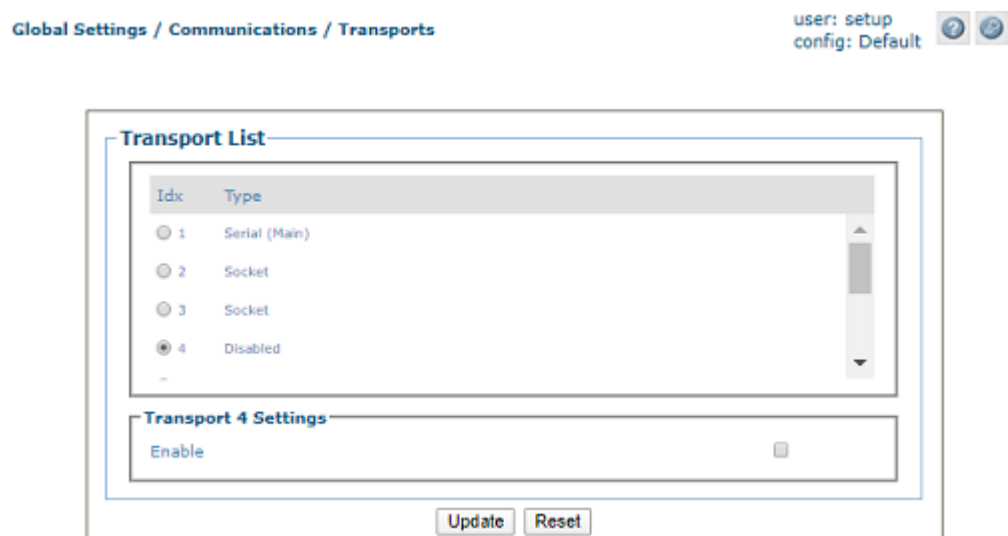 Global Settings / Communications / Transports
user: setup
config: Default
Transport List
Idx Type
1 Serial (Main)
2 Socket
3 Socket
4 Disabled
Transport 4 Settings
Enable
Update Reset